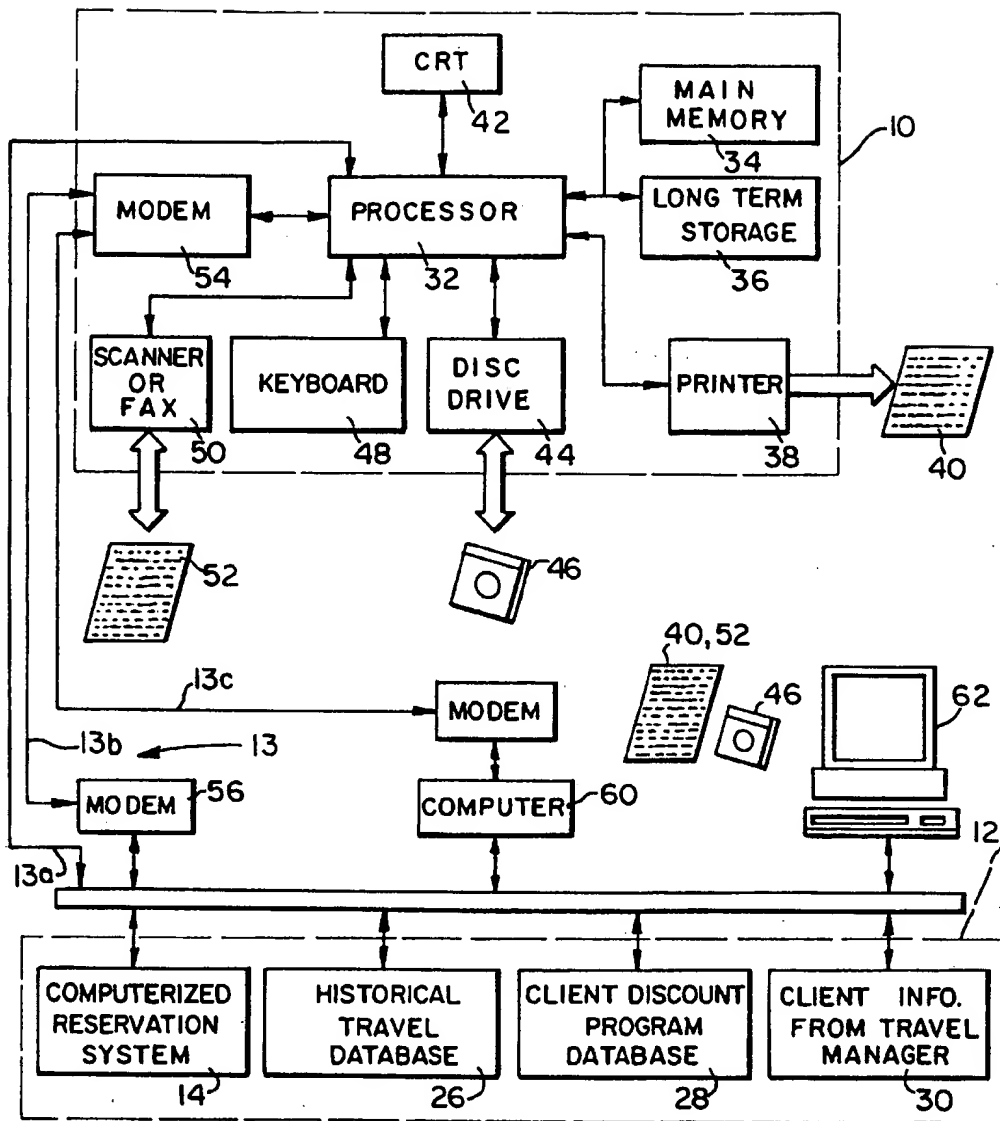 CRT
42
MAIN
MEMORY
34
10
MODEM
54
PROCESSOR
32
LONG TERM
STORAGE
36
SCANNER
OR
FAX
50
KEYBOARD
48
DISC
DRIVE
44
PRINTER
38
40
52
46
40,52
46
62
13c
MODEM
13b
13
MODEM
56
COMPUTER
60
12
13a
COMPUTERIZED
RESERVATION
SYSTEM
14
HISTORICAL
TRAVEL
DATABASE
26
CLIENT DISCOUNT
PROGRAM
DATABASE
28
CLIENT INFO.
FROM TRAVEL
MANAGER
30